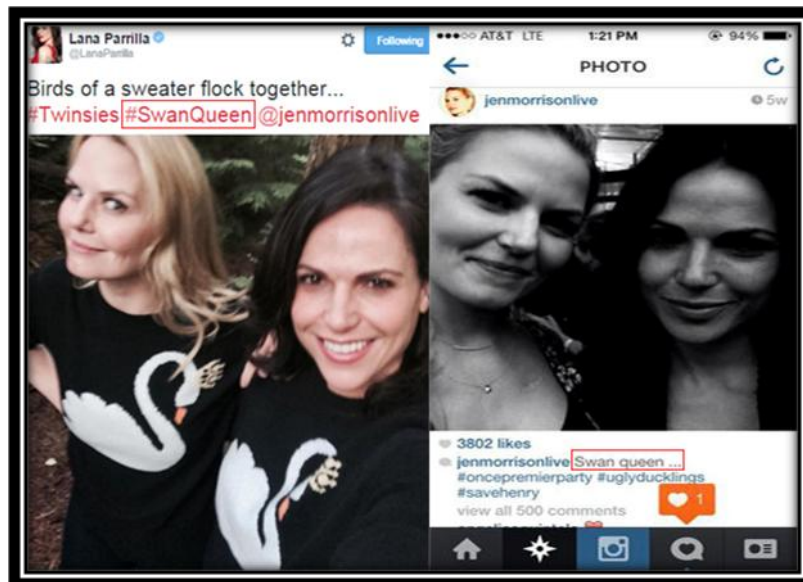 Lana Parrilla
Following
@LanaParrilla
Birds of a sweater flock together...
#Twinsies #SwanQueen @jenmorrisonlive
AT&T LTE 1:21 PM 94%
PHOTO
jenmorrisonlive 5w
3802 likes
jenmorrisonlive Swan queen ...
#oncepremierparty #uglyducklings
#savehenry
view all 500 comments
1